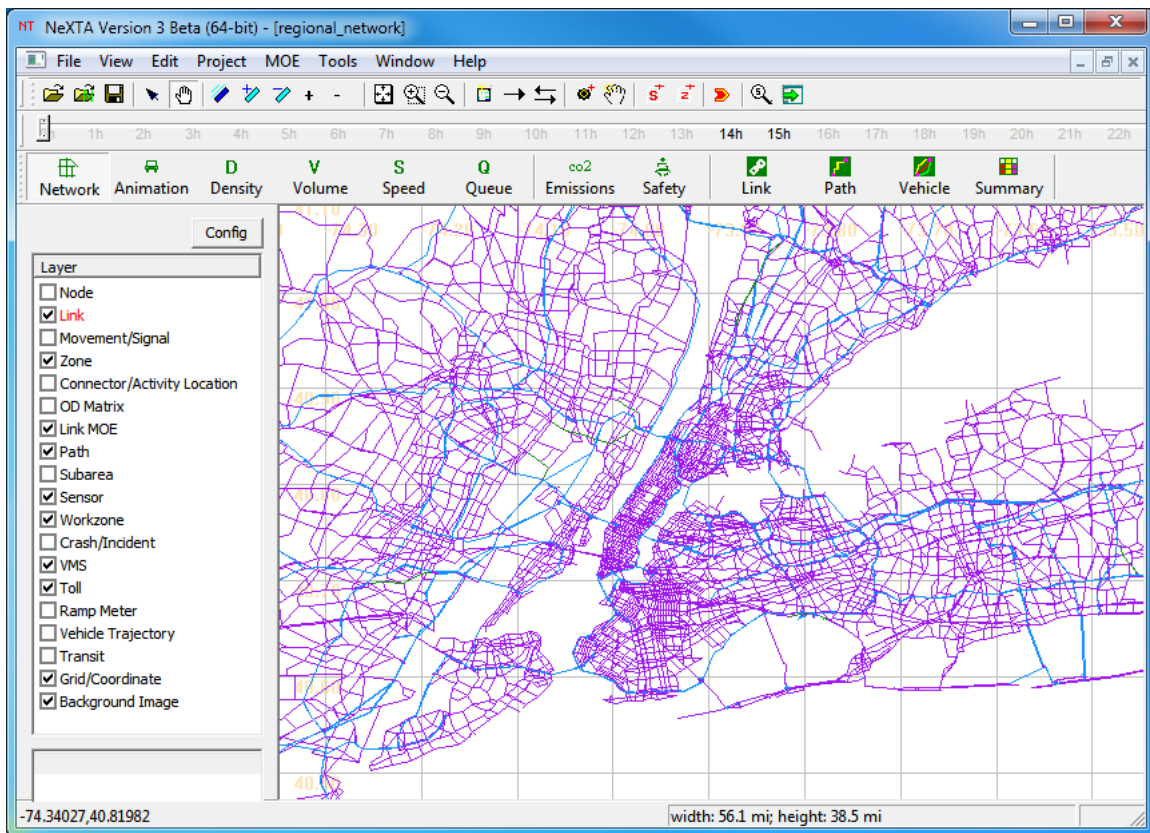 NT NeXTA Version 3 Beta (64-bit) - [regional_network]
File View Edit Project MOE Tools Window Help
1h 2h 3h 4h 5h 6h 7h 8h 9h 10h 11h 12h 13h 14h 15h 16h 17h 18h 19h 20h 21h 22h
D V S Q co2
Network Animation Density Volume Speed Queue Emissions Safety Link Path Vehicle Summary
Config
Layer
Node
Link
Movement/Signal
Zone
Connector/Activity Location
OD Matrix
Link MOE
Path
Subarea
Sensor
Workzone
Crash/Incident
VMS
Toll
Ramp Meter
Vehicle Trajectory
Transit
Grid/Coordinate
Background Image
-74.34027,40.81982
width: 56.1 mi; height: 38.5 mi